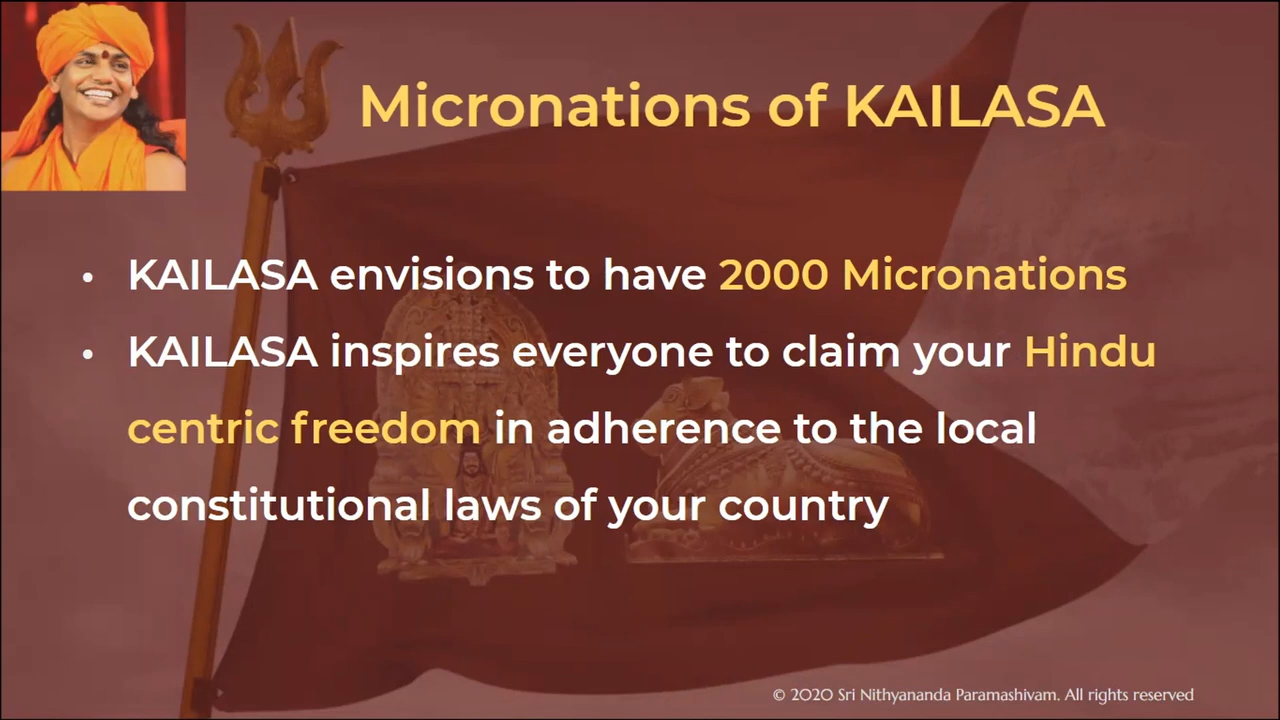 Micronations of KAILASA
• KAILASA envisions to have 2000 Micronations
• KAILASA inspires everyone to claim your Hindu
centric freedom in adherence to the local
constitutional laws of your country
© 2020 Sri Nithyananda Paramashivam. All rights reserved